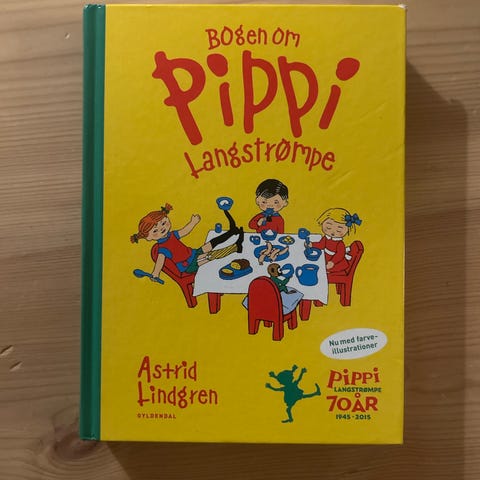 Bogen om
Pippi
Langstrømpe
Nu med farve-
illustrationer
Astrid
Lindgren
GYLDENDAL
PIPPI
LANGSTRØMPE
70 ÅR
1945-2015